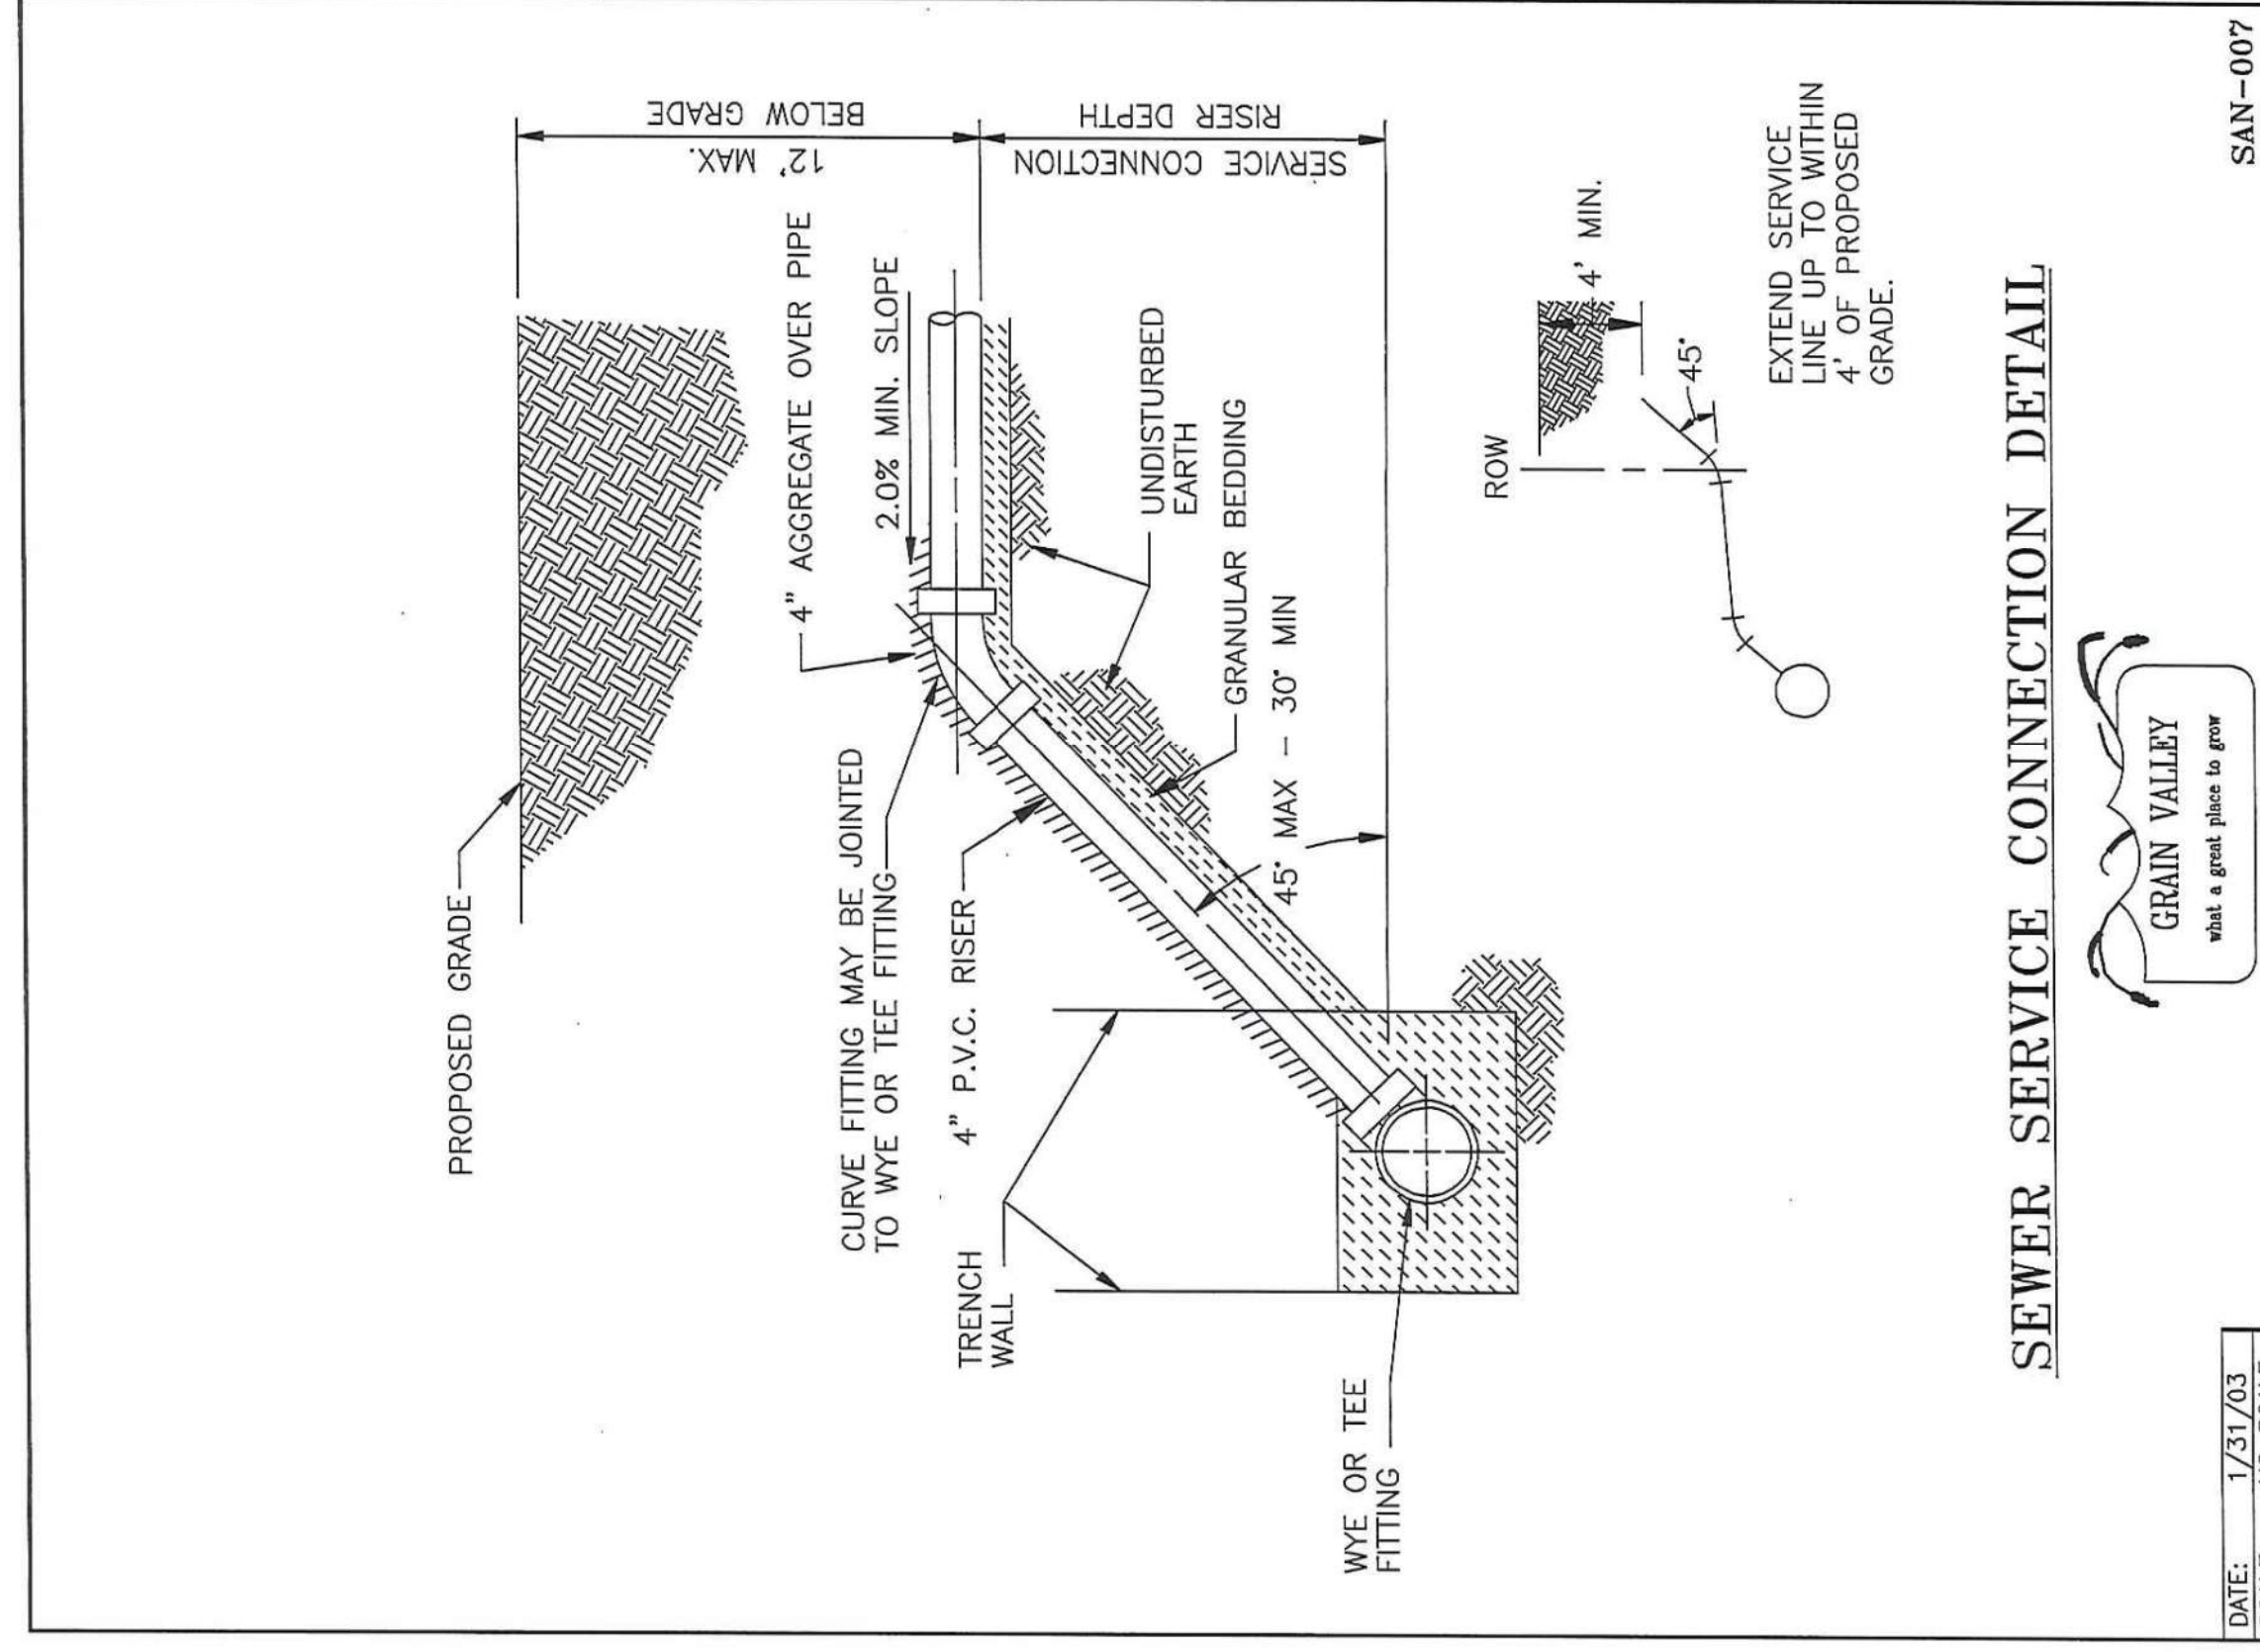 PROPOSED GRADE
12' MAX.
BELOW GRADE
4" AGGREGATE OVER PIPE
2.0% MIN. SLOPE
CURVE FITTING MAY BE JOINTED
TO WYE OR TEE FITTING
SERVICE CONNECTION
RISER DEPTH
4" P.V.C. RISER
TRENCH
WALL
UNDISTURBED
EARTH
GRANULAR BEDDING
45° MAX - 30° MIN
WYE OR TEE
FITTING
ROW
4' MIN.
45°
EXTEND SERVICE
LINE UP TO WITHIN
4' OF PROPOSED
GRADE.
SEWER SERVICE CONNECTION DETAIL
GRAIN VALLEY
what a great place to grow
DATE: 1/31/03
SAN-007